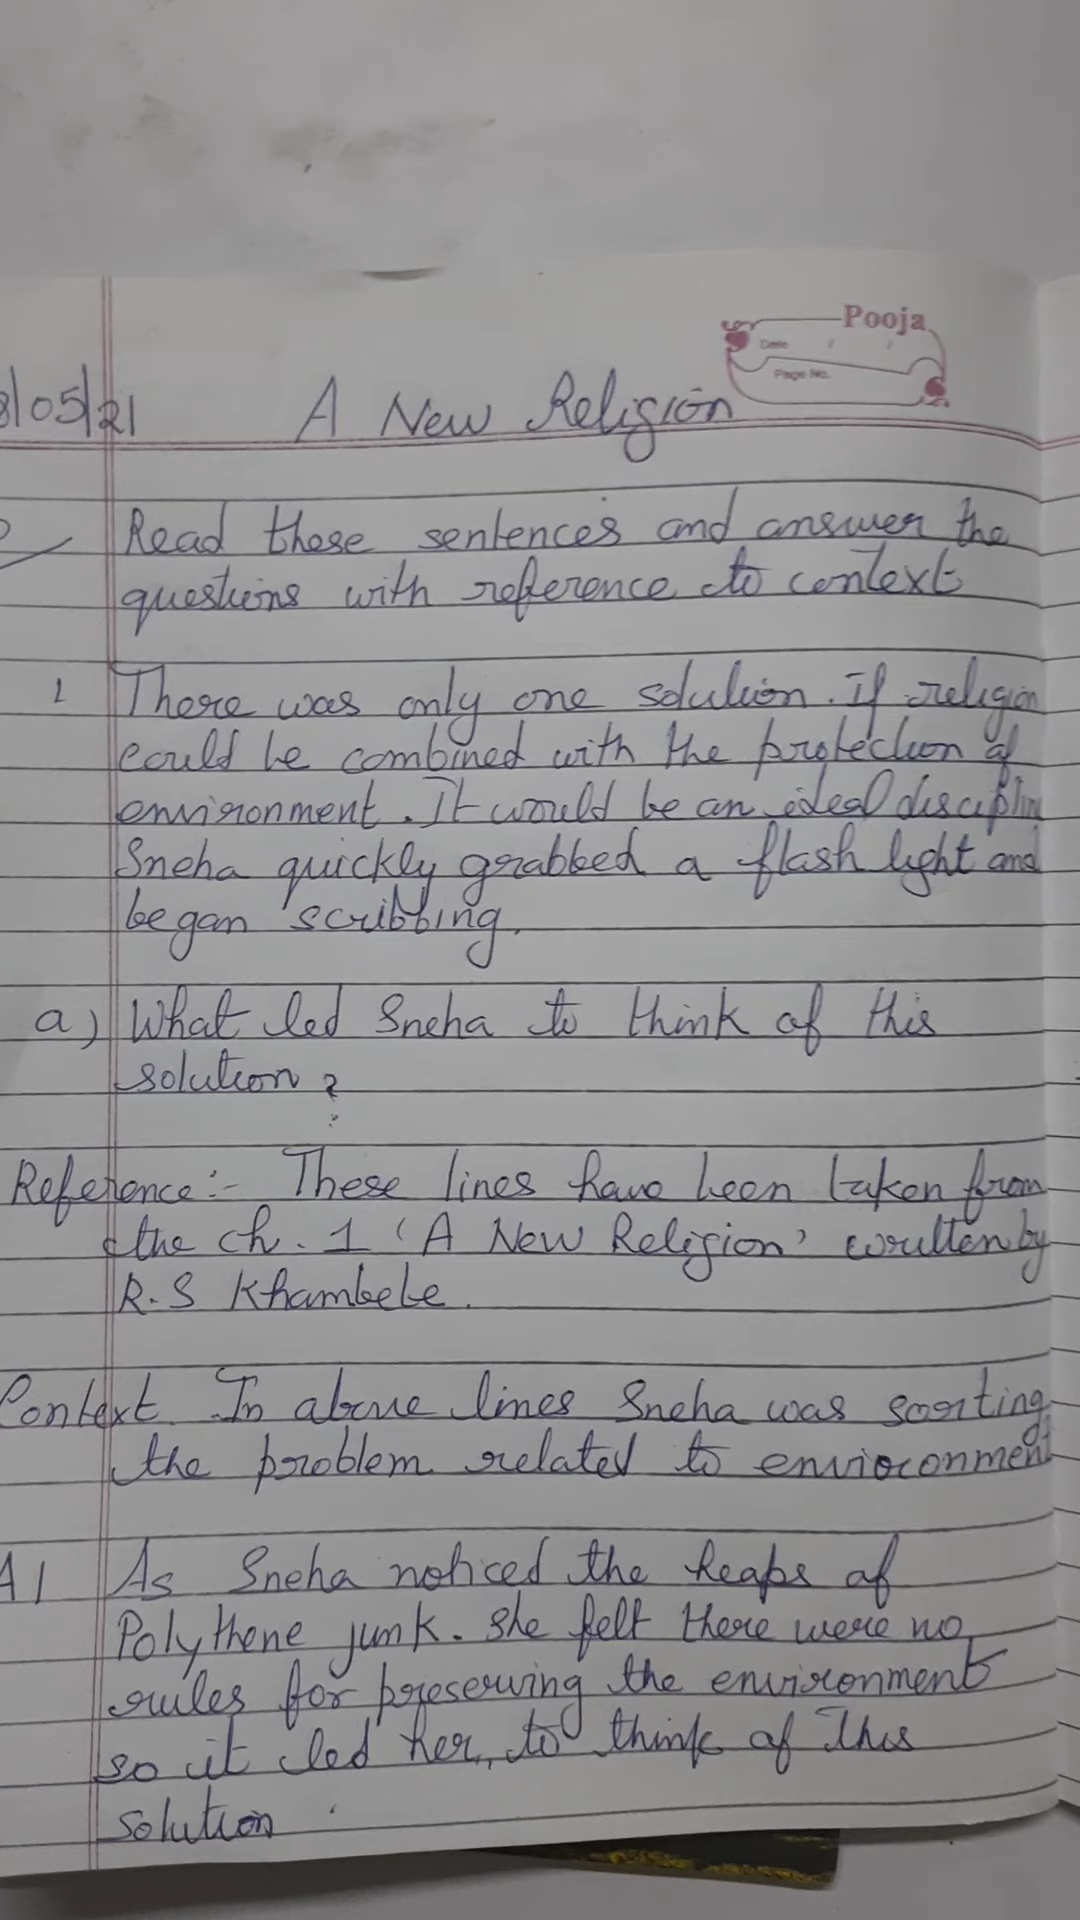 Pooja
Date / /
Page No.
8/05/21 A New Religion
Read these sentences and answer the
questions with reference to context
1 There was only one solution. If religion
could be combined with the protection of
environment. It would be an ideal disciplin
Sneha quickly grabbed a flash light and
began scribbing.
a) What led Sneha to think of this
solution ?
Reference:- These lines have been taken from
the ch. 1 'A New Religion' written by
R.S Khambete.
Context. In above lines Sneha was sorting
the problem related to environment
A1 As Sneha noticed the heaps of
Polythene junk. She felt there were no
rules for preserving the environment
so it led her, to think of This
solution.